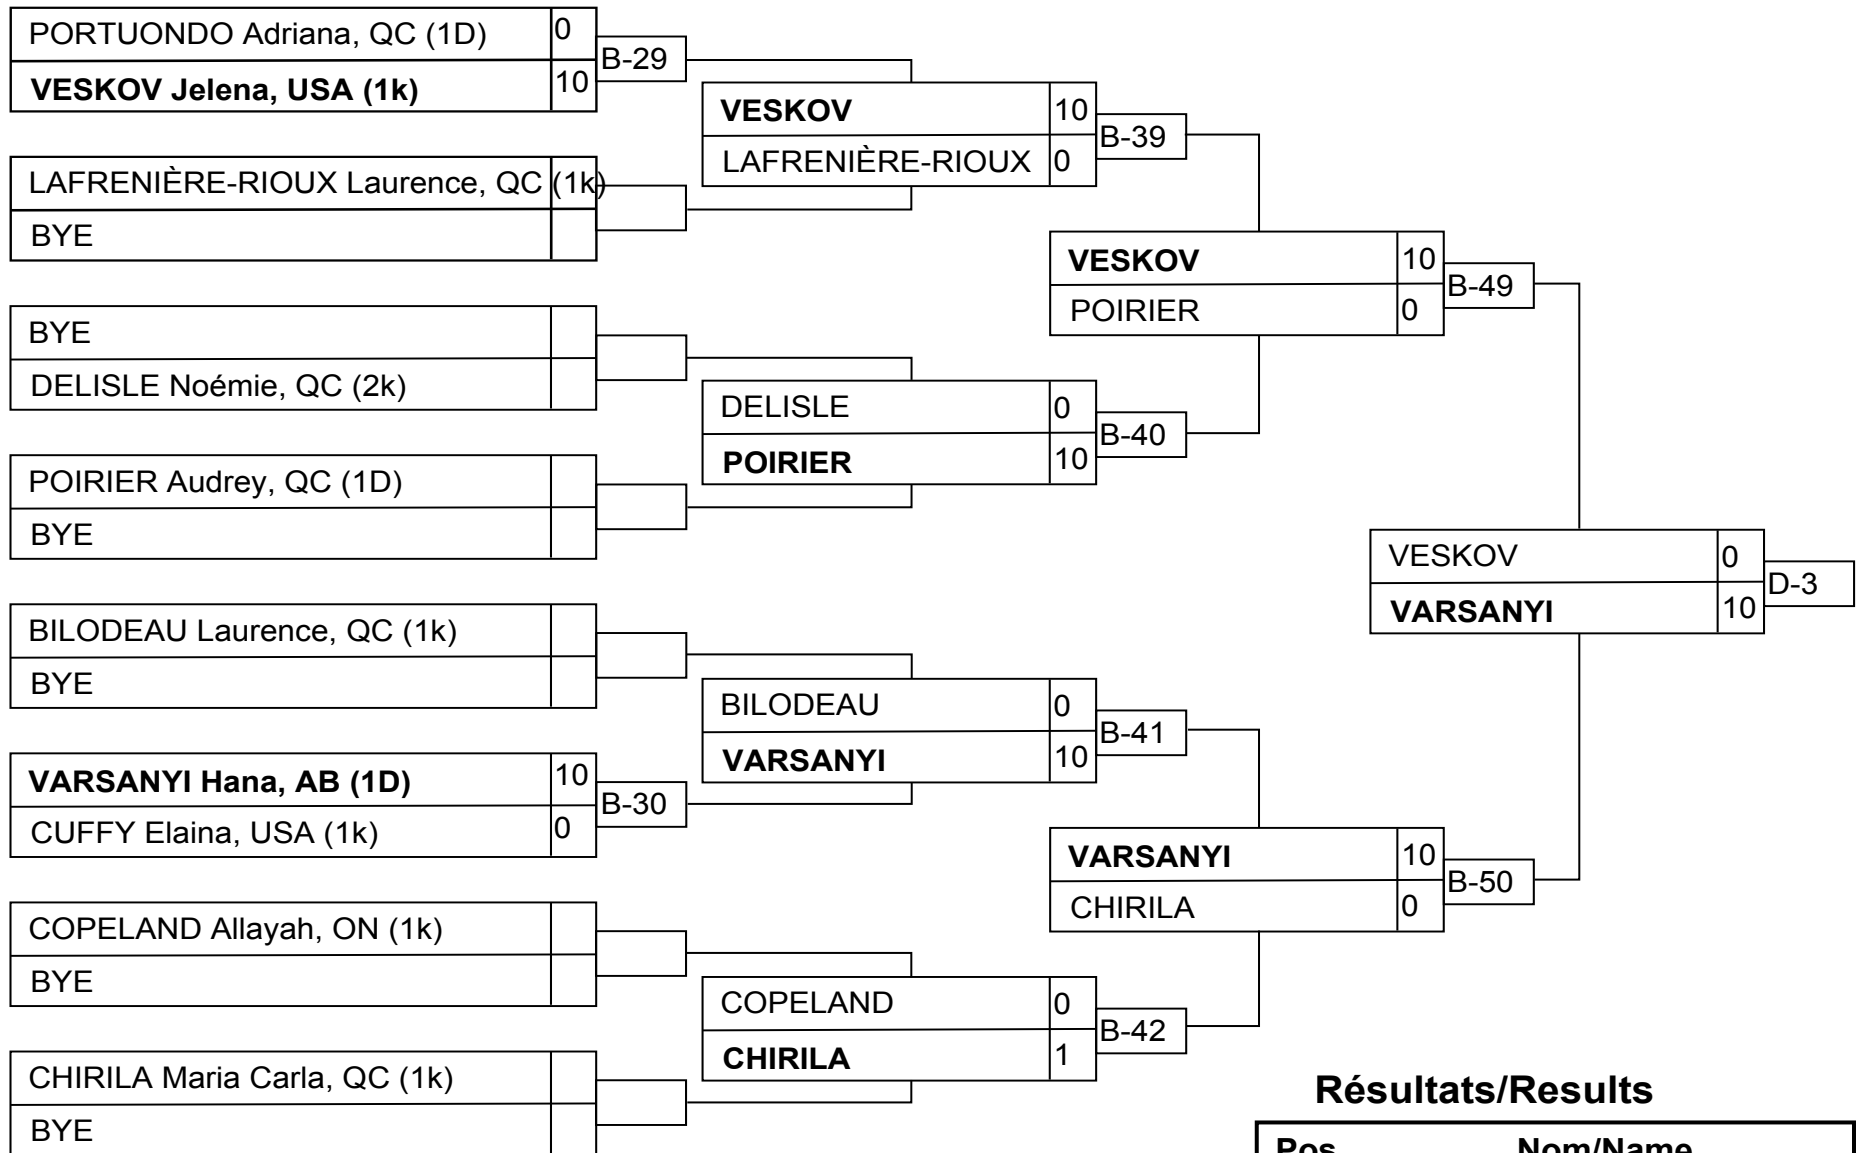 PORTUONDO Adriana, QC (1D) 0
VESKOV Jelena, USA (1k) 10
B-29
LAFRENIÈRE-RIOUX Laurence, QC (1k)
BYE
VESKOV 10
LAFRENIÈRE-RIOUX 0
B-39
BYE
DELISLE Noémie, QC (2k)
POIRIER Audrey, QC (1D)
BYE
DELISLE 0
POIRIER 10
B-40
VESKOV 10
POIRIER 0
B-49
BILODEAU Laurence, QC (1k)
BYE
VARSANYI Hana, AB (1D) 10
CUFFY Elaina, USA (1k) 0
B-30
BILODEAU 0
VARSANYI 10
B-41
COPELAND Allayah, ON (1k)
BYE
CHIRILA Maria Carla, QC (1k)
BYE
COPELAND 0
CHIRILA 1
B-42
VARSANYI 10
CHIRILA 0
B-50
VESKOV 0
VARSANYI 10
D-3
Résultats/Results
Pos Nom/Name